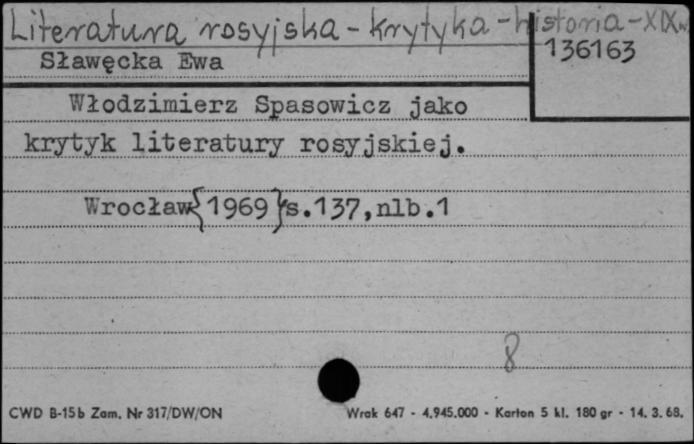 Literatura rosyjska - krytyka - historia - XIX w.
136163
Sławęcka Ewa
Włodzimierz Spasowicz jako
krytyk literatury rosyjskiej.
Wrocław{1969}s.137,nlb.1
8
CWD B-15b Zam. Nr 317/DW/ON Wrak 647 - 4.945.000 - Karton 5 kl. 180 gr - 14. 3. 68.